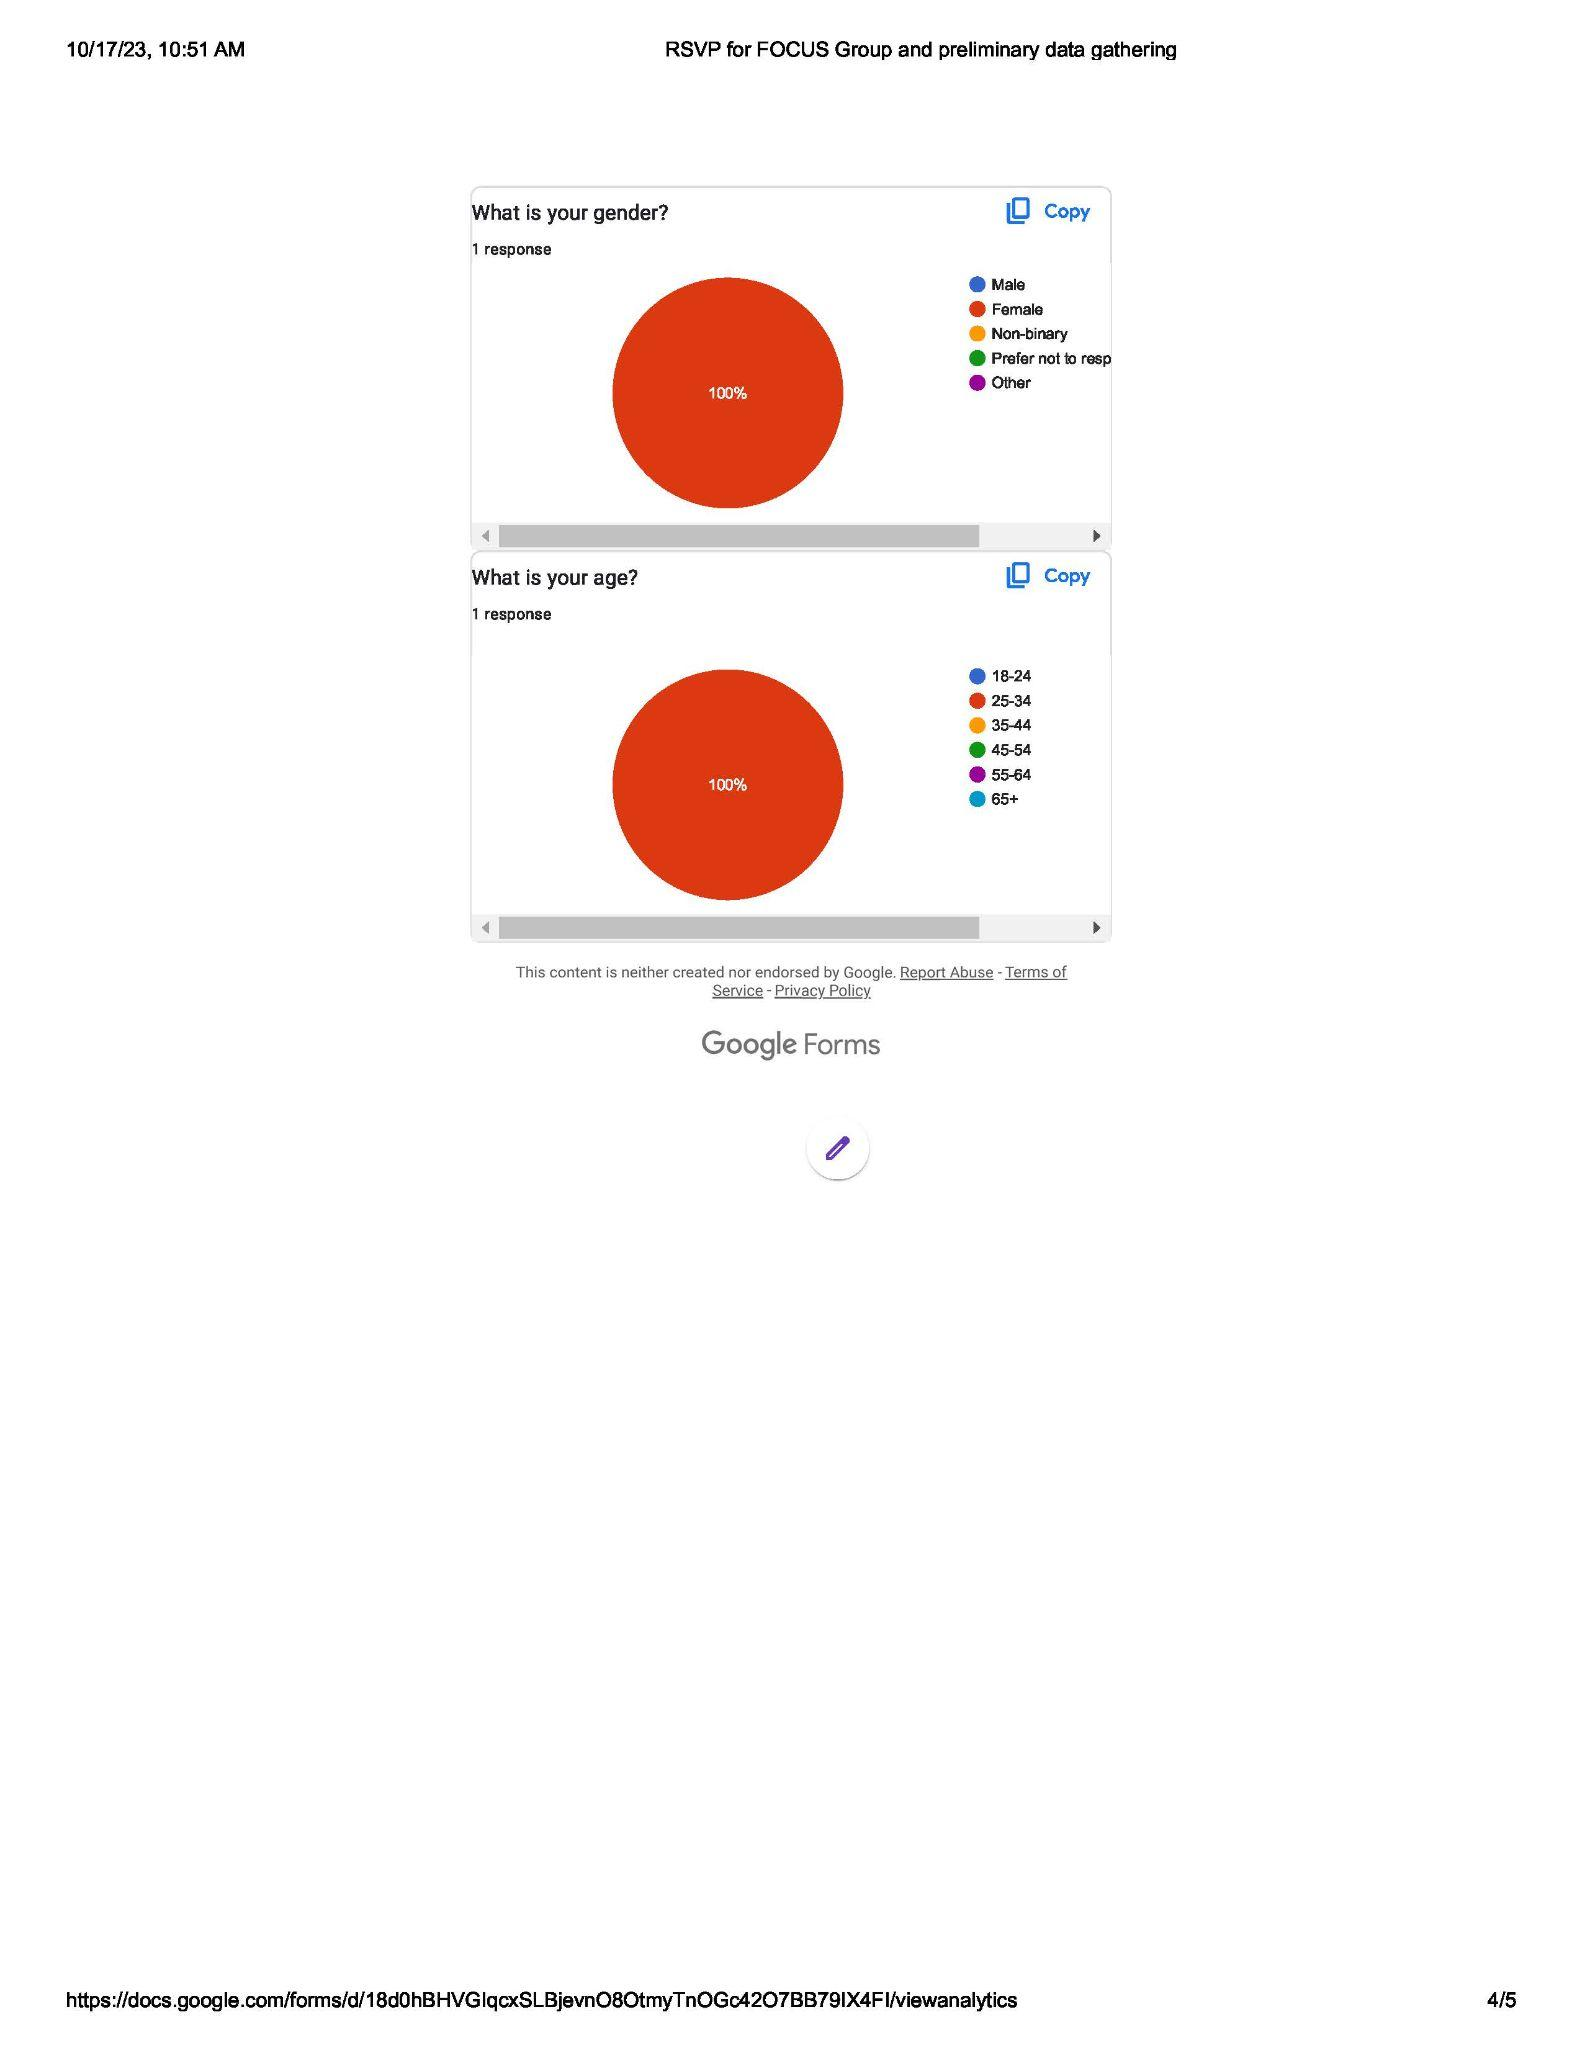 10/17/23, 10:51 AM
RSVP for FOCUS Group and preliminary data gathering
What is your gender?
Copy
1 response
Male
Female
Non-binary
Prefer not to resp
Other
100%
What is your age?
Copy
1 response
18-24
25-34
35-44
45-54
55-64
65+
100%
This content is neither created nor endorsed by Google. Report Abuse - Terms of
Service - Privacy Policy
Google Forms
https://docs.google.com/forms/d/18d0hBHVGIqcxSLBjevnO8OtmyTnOGc42O7BB79IX4FI/viewanalytics
4/5